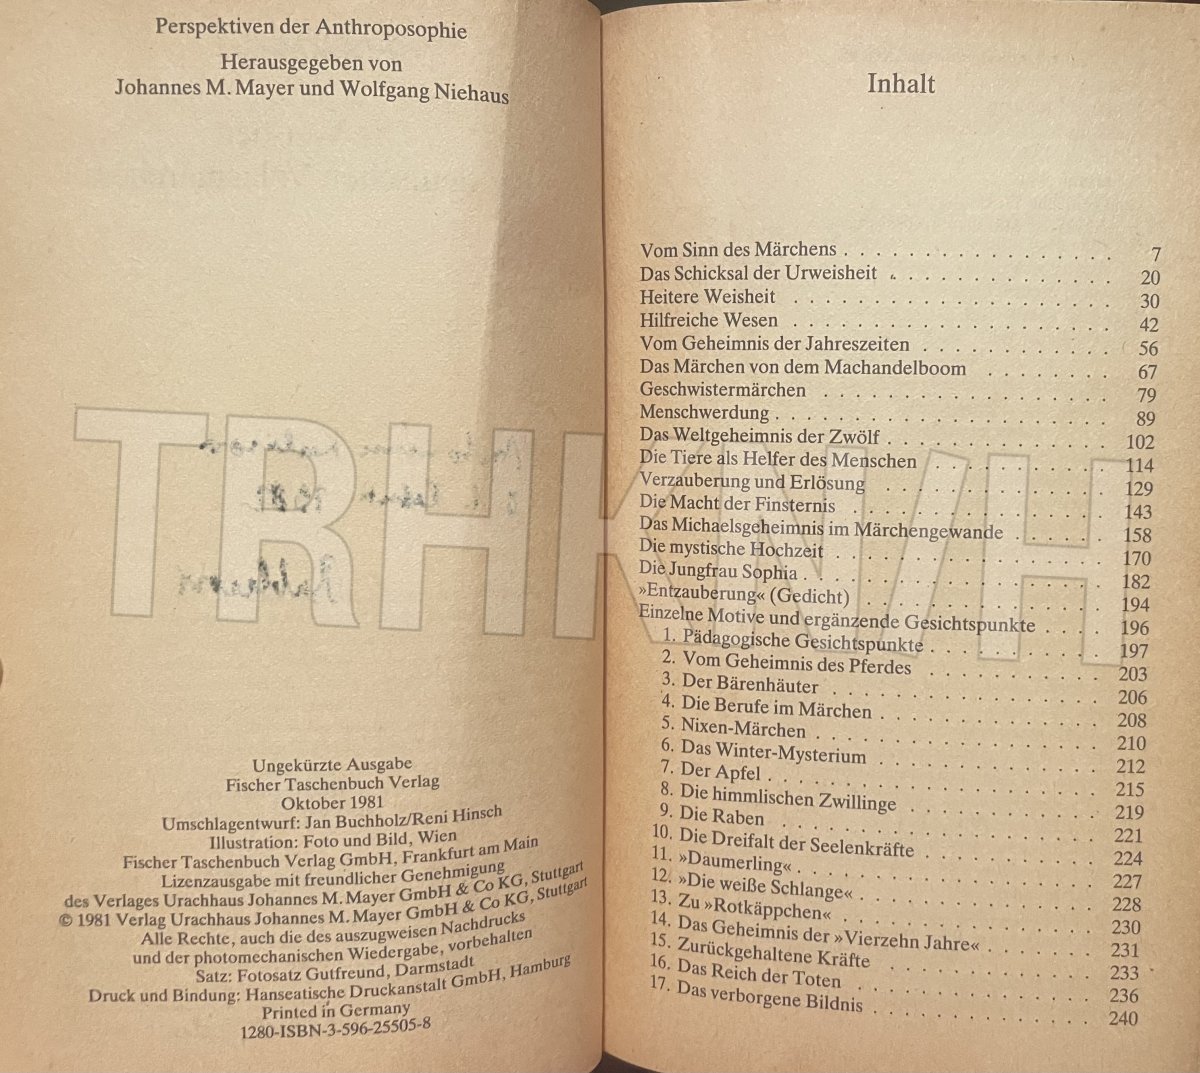 Perspektiven der Anthroposophie
Herausgegeben von
Johannes M. Mayer und Wolfgang Niehaus
Ungekürzte Ausgabe
Fischer Taschenbuch Verlag
Oktober 1981
Umschlagentwurf: Jan Buchholz/Reni Hinsch
Illustration: Foto und Bild, Wien
Fischer Taschenbuch Verlag GmbH, Frankfurt am Main
Lizenzausgabe mit freundlicher Genehmigung
des Verlages Urachhaus Johannes M. Mayer GmbH & Co KG, Stuttgart
© 1981 Verlag Urachhaus Johannes M. Mayer GmbH & Co KG, Stuttgart
Alle Rechte, auch die des auszugweisen Nachdrucks
und der photomechanischen Wiedergabe, vorbehalten
Satz: Fotosatz Gutfreund, Darmstadt
Druck und Bindung: Hanseatische Druckanstalt GmbH, Hamburg
Printed in Germany
1280-ISBN-3-596-25505-8
Inhalt
Vom Sinn des Märchens . . . . . . . . . . . . . . . . . 7
Das Schicksal der Urweisheit . . . . . . . . . . . . . . 20
Heitere Weisheit . . . . . . . . . . . . . . . . . . . . 30
Hilfreiche Wesen . . . . . . . . . . . . . . . . . . . . 42
Vom Geheimnis der Jahreszeiten . . . . . . . . . . . . 56
Das Märchen von dem Machandelboom . . . . . . . . 67
Geschwistermärchen . . . . . . . . . . . . . . . . . . 79
Menschwerdung . . . . . . . . . . . . . . . . . . . . . 89
Das Weltgeheimnis der Zwölf . . . . . . . . . . . . . . 102
Die Tiere als Helfer des Menschen . . . . . . . . . . . 114
Verzauberung und Erlösung . . . . . . . . . . . . . . 129
Die Macht der Finsternis . . . . . . . . . . . . . . . . 143
Das Michaelsgeheimnis im Märchengewande . . . . . . 158
Die mystische Hochzeit . . . . . . . . . . . . . . . . . 170
Die Jungfrau Sophia . . . . . . . . . . . . . . . . . . . 182
»Entzauberung« (Gedicht) . . . . . . . . . . . . . . . 194
Einzelne Motive und ergänzende Gesichtspunkte . . . . 196
1. Pädagogische Gesichtspunkte . . . . . . . . . . . 197
2. Vom Geheimnis des Pferdes . . . . . . . . . . . 203
3. Der Bärenhäuter . . . . . . . . . . . . . . . . . 206
4. Die Berufe im Märchen . . . . . . . . . . . . . . 208
5. Nixen-Märchen . . . . . . . . . . . . . . . . . . 210
6. Das Winter-Mysterium . . . . . . . . . . . . . . 212
7. Der Apfel . . . . . . . . . . . . . . . . . . . . . 215
8. Die himmlischen Zwillinge . . . . . . . . . . . . 219
9. Die Raben . . . . . . . . . . . . . . . . . . . . 221
10. Die Dreifalt der Seelenkräfte . . . . . . . . . . . 224
11. »Daumerling« . . . . . . . . . . . . . . . . . . . 227
12. »Die weiße Schlange« . . . . . . . . . . . . . . . 228
13. Zu »Rotkäppchen« . . . . . . . . . . . . . . . . 230
14. Das Geheimnis der »Vierzehn Jahre« . . . . . . . 231
15. Zurückgehaltene Kräfte . . . . . . . . . . . . . 233
16. Das Reich der Toten . . . . . . . . . . . . . . . 236
17. Das verborgene Bildnis . . . . . . . . . . . . . . 240